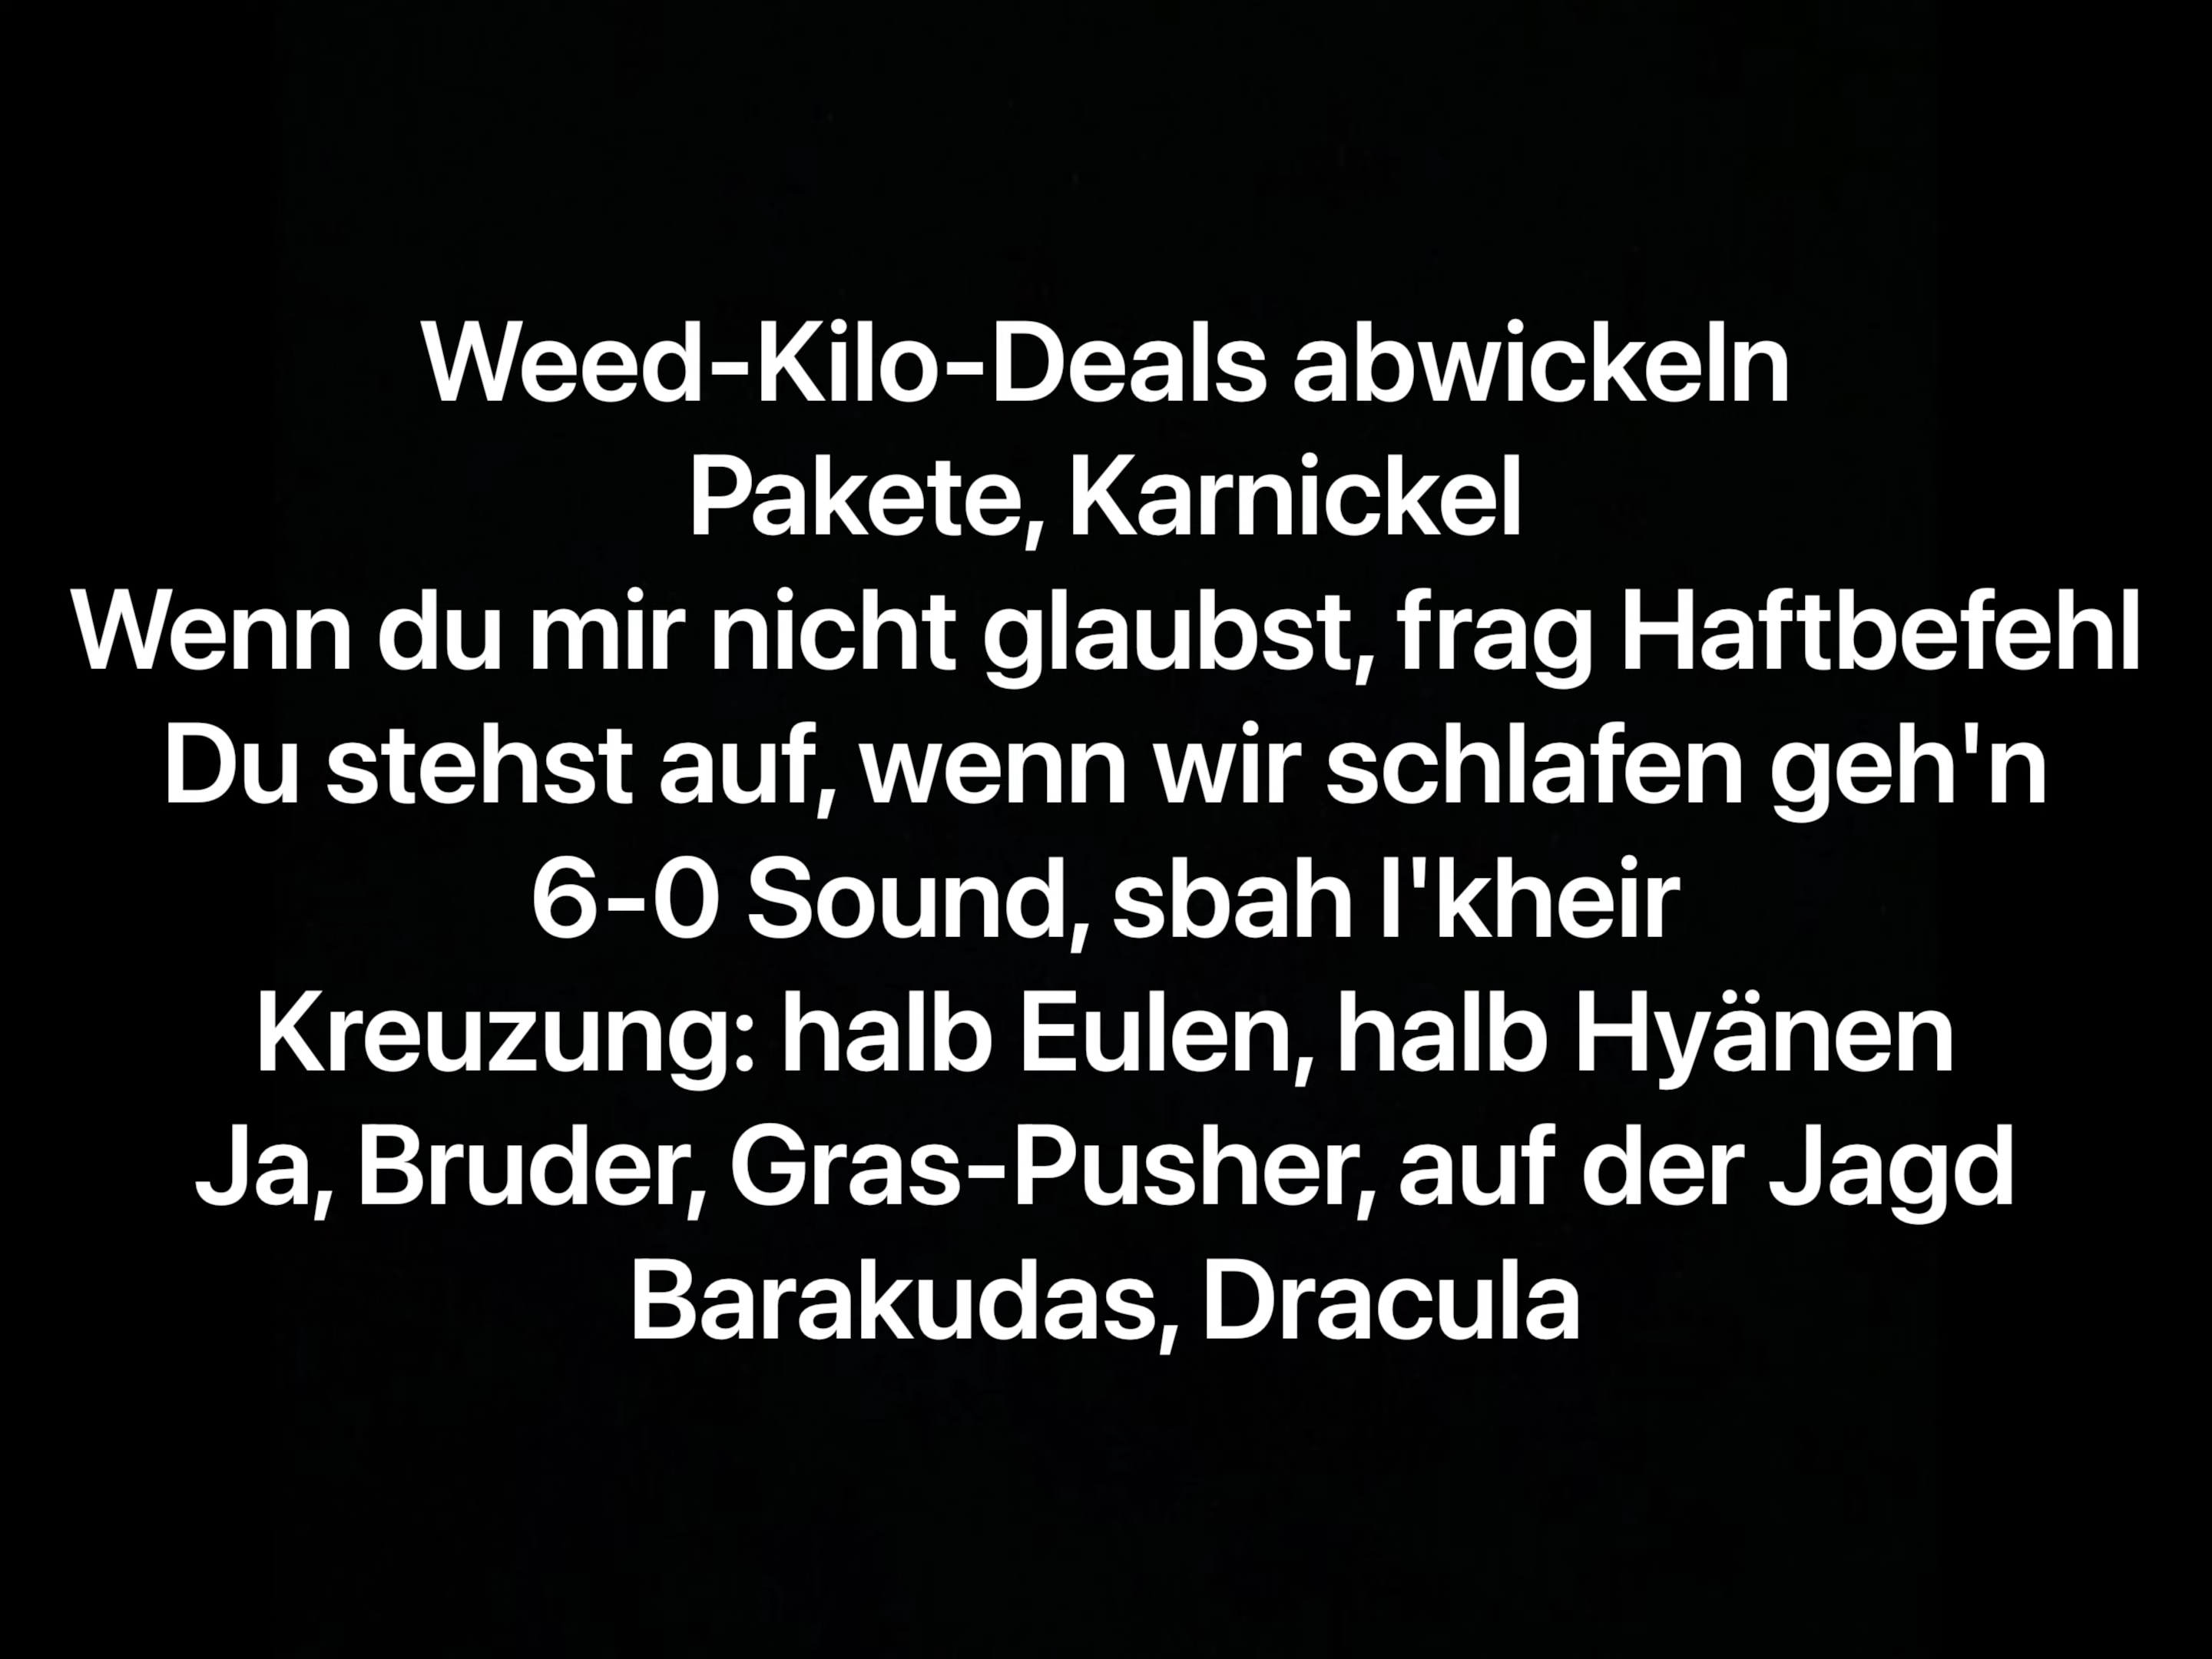 Weed-Kilo-Deals abwickeln
Pakete, Karnickel
Wenn du mir nicht glaubst, frag Haftbefehl
Du stehst auf, wenn wir schlafen geh'n
6-0 Sound, sbah l'kheir
Kreuzung: halb Eulen, halb Hyänen
Ja, Bruder, Gras-Pusher, auf der Jagd
Barakudas, Dracula